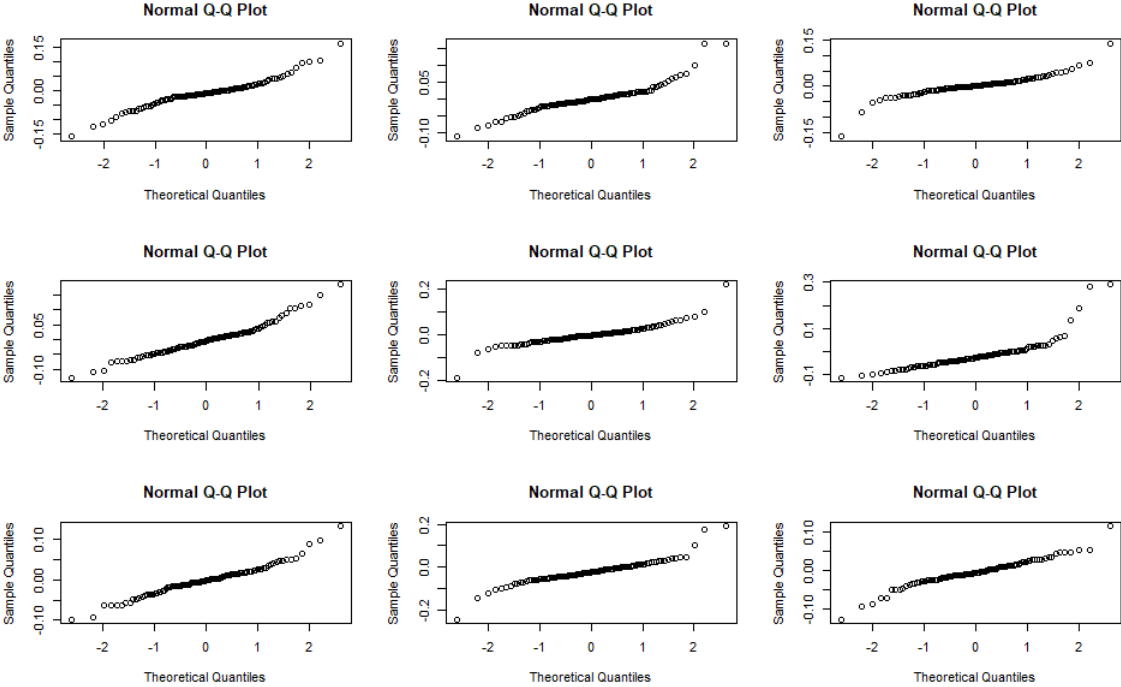 Normal Q-Q Plot
Sample Quantiles
0.15
0.00
-0.15
-2 -1 0 1 2
Theoretical Quantiles
Normal Q-Q Plot
Sample Quantiles
0.05
-0.10
-2 -1 0 1 2
Theoretical Quantiles
Normal Q-Q Plot
Sample Quantiles
0.15
0.00
-0.15
-2 -1 0 1 2
Theoretical Quantiles
Normal Q-Q Plot
Sample Quantiles
0.05
-0.10
-2 -1 0 1 2
Theoretical Quantiles
Normal Q-Q Plot
Sample Quantiles
0.2
0.0
-0.2
-2 -1 0 1 2
Theoretical Quantiles
Normal Q-Q Plot
Sample Quantiles
0.3
0.1
-0.1
-2 -1 0 1 2
Theoretical Quantiles
Normal Q-Q Plot
Sample Quantiles
0.10
0.00
-0.10
-2 -1 0 1 2
Theoretical Quantiles
Normal Q-Q Plot
Sample Quantiles
0.2
0.0
-0.2
-2 -1 0 1 2
Theoretical Quantiles
Normal Q-Q Plot
Sample Quantiles
0.10
0.00
-0.10
-2 -1 0 1 2
Theoretical Quantiles